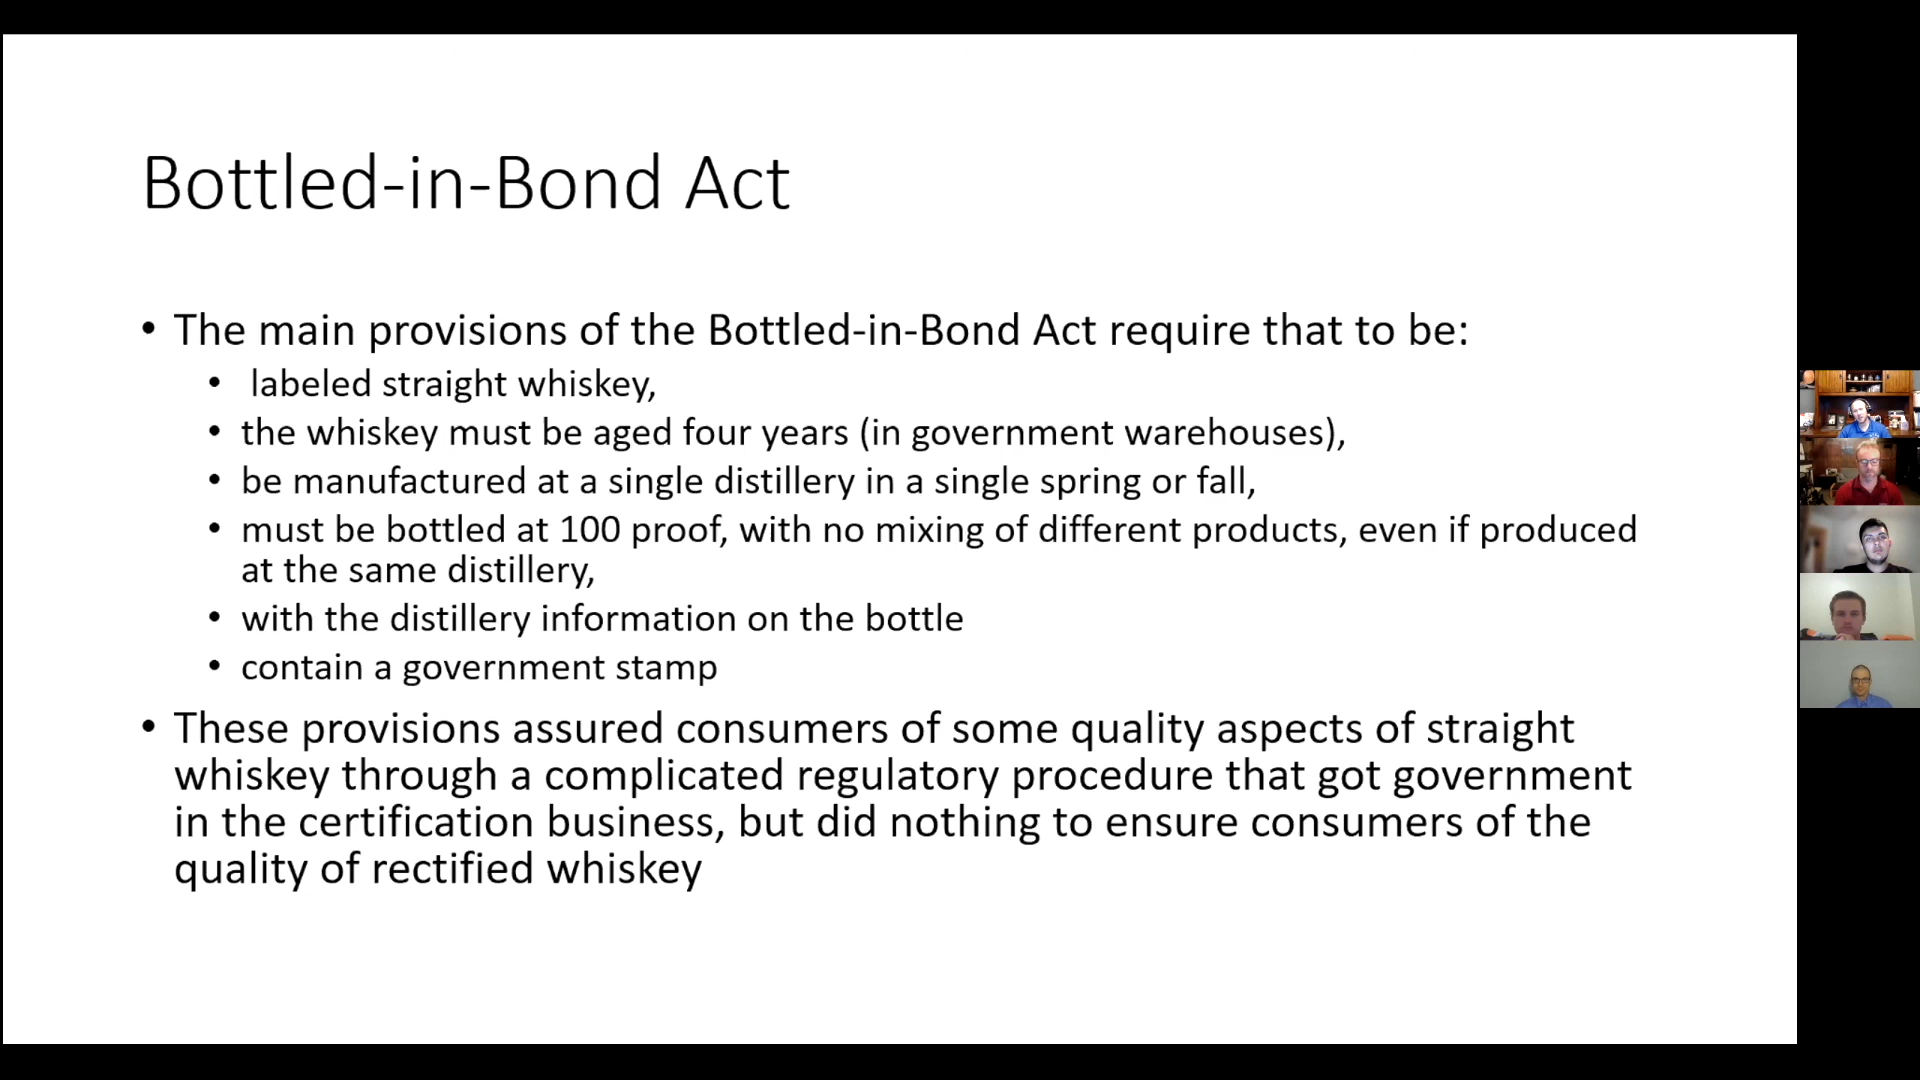 Bottled-in-Bond Act
• The main provisions of the Bottled-in-Bond Act require that to be:
• labeled straight whiskey,
• the whiskey must be aged four years (in government warehouses),
• be manufactured at a single distillery in a single spring or fall,
• must be bottled at 100 proof, with no mixing of different products, even if produced
at the same distillery,
• with the distillery information on the bottle
• contain a government stamp
• These provisions assured consumers of some quality aspects of straight
whiskey through a complicated regulatory procedure that got government
in the certification business, but did nothing to ensure consumers of the
quality of rectified whiskey